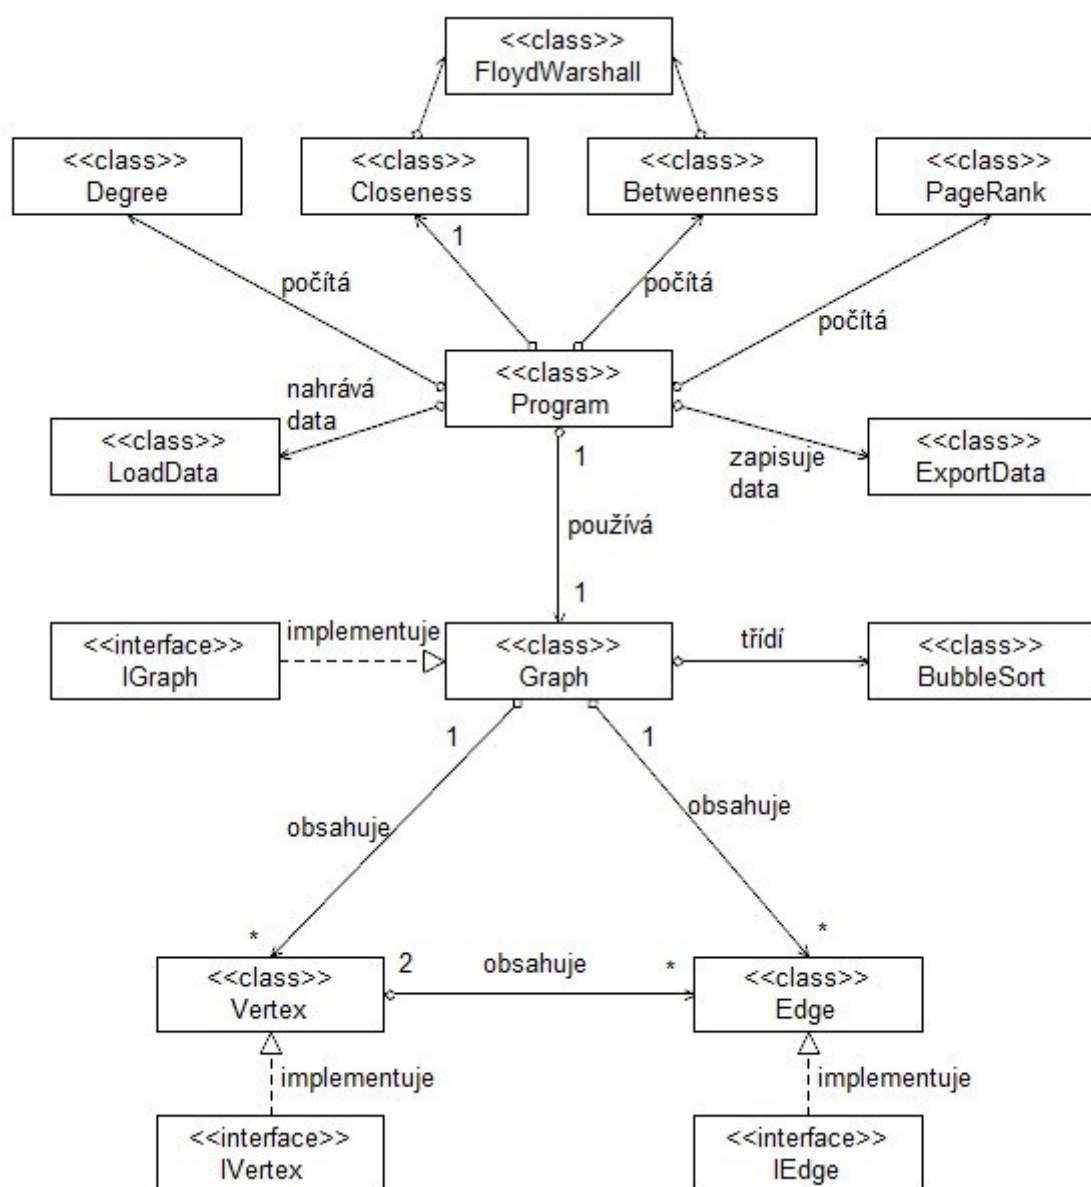 <<class>>
FloydWarshall
<<class>>
Degree
<<class>>
Closeness
<<class>>
Betweenness
<<class>>
PageRank
1
počítá
počítá
počítá
<<class>>
Program
nahrává
data
<<class>>
LoadData
1
zapisuje
data
<<class>>
ExportData
používá
1
<<interface>>
IGraph
implementuje
<<class>>
Graph
třídí
<<class>>
BubbleSort
1
1
obsahuje
obsahuje
*
*
<<class>>
Vertex
2
obsahuje
*
<<class>>
Edge
implementuje
implementuje
<<interface>>
IVertex
<<interface>>
IEdge